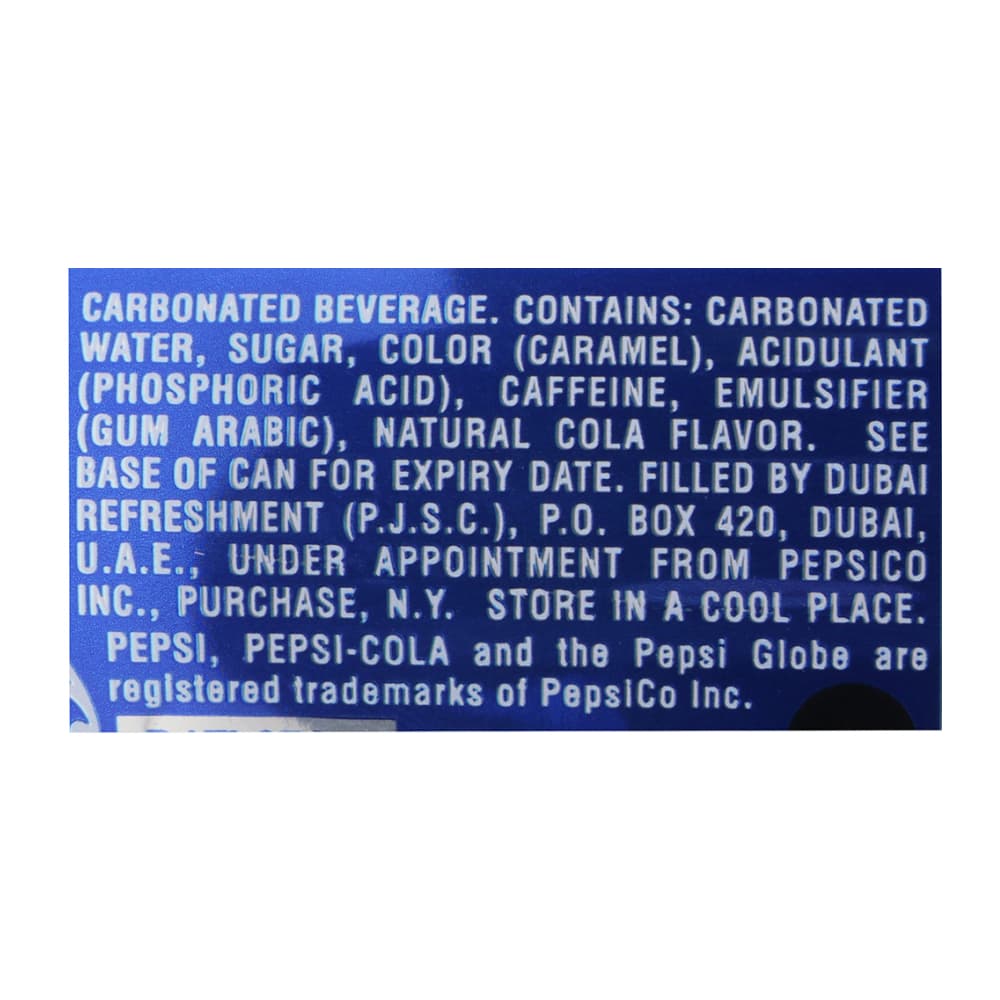 CARBONATED BEVERAGE. CONTAINS: CARBONATED
WATER, SUGAR, COLOR (CARAMEL), ACIDULANT
(PHOSPHORIC ACID), CAFFEINE, EMULSIFIER
(GUM ARABIC), NATURAL COLA FLAVOR. SEE
BASE OF CAN FOR EXPIRY DATE. FILLED BY DUBAI
REFRESHMENT (P.J.S.C.), P.O. BOX 420, DUBAI,
U.A.E., UNDER APPOINTMENT FROM PEPSICO
INC., PURCHASE, N.Y. STORE IN A COOL PLACE.
PEPSI, PEPSI-COLA and the Pepsi Globe are
registered trademarks of PepsiCo Inc.